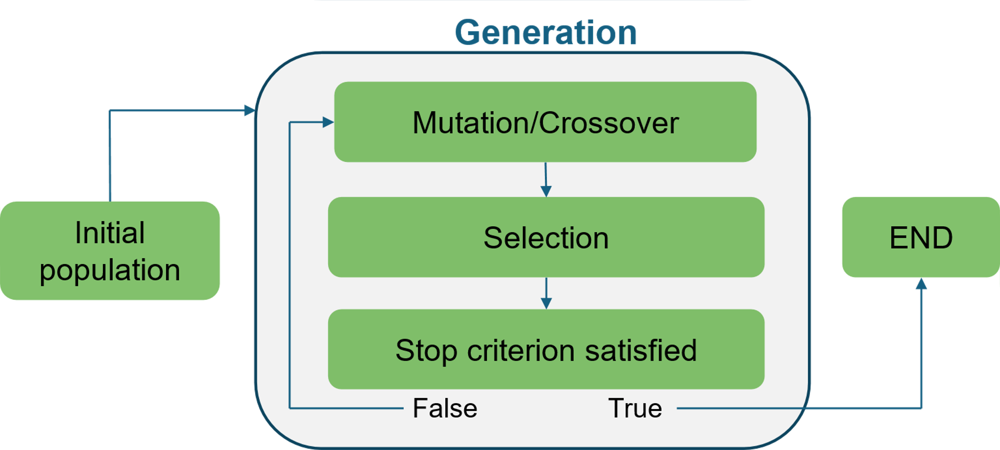 Generation
Mutation/Crossover
Initial
population
Selection
END
Stop criterion satisfied
False
True